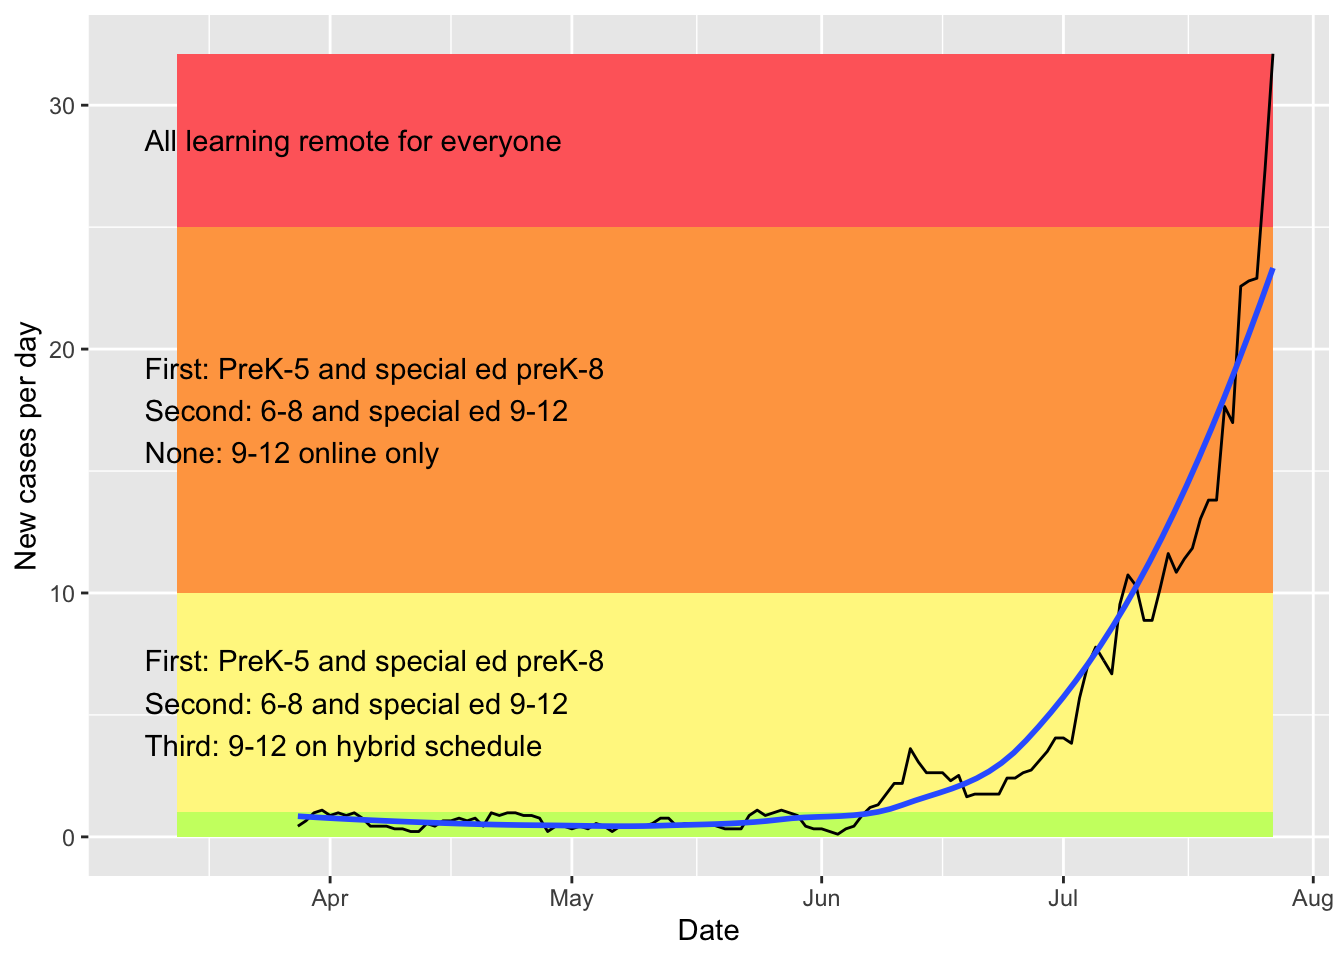 30
All learning remote for everyone
First: PreK-5 and special ed preK-8
20
Second: 6-8 and special ed 9-12
None: 9-12 online only
New cases per day
10
First: PreK-5 and special ed preK-8
Second: 6-8 and special ed 9-12
Third: 9-12 on hybrid schedule
0
Apr May Jun Jul Aug
Date